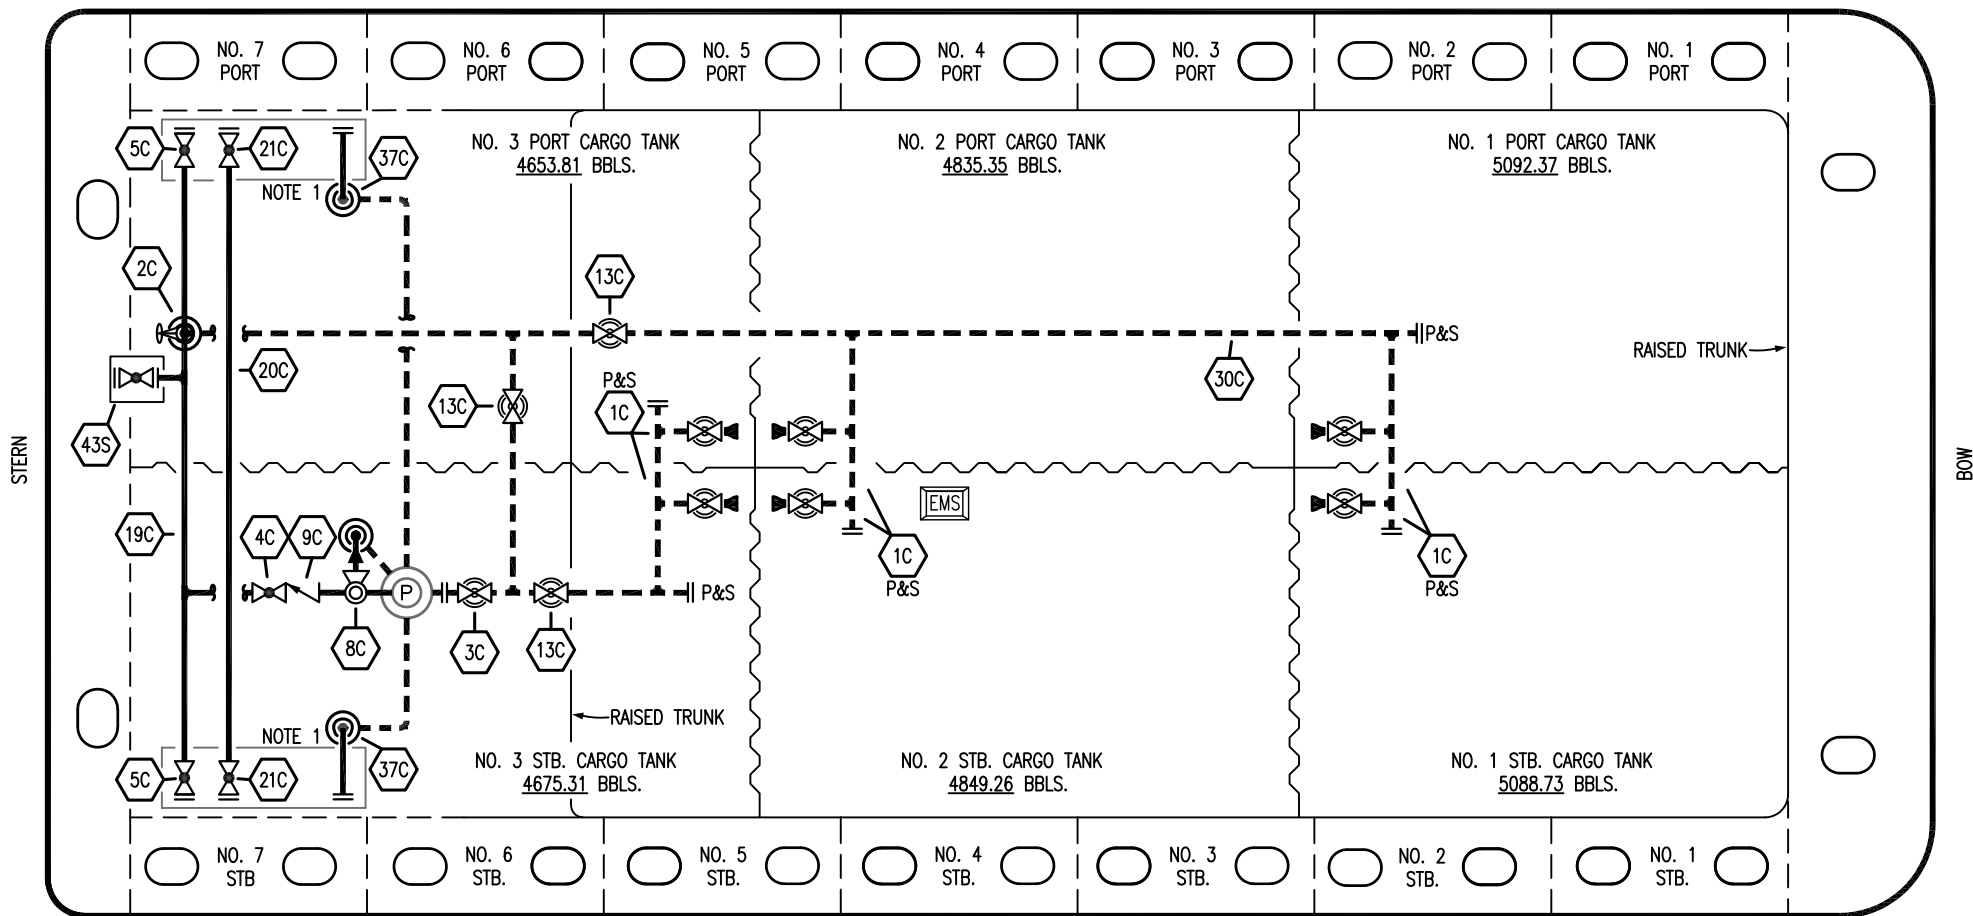 NO. 7
PORT
NO. 6
PORT
NO. 5
PORT
NO. 4
PORT
NO. 3
PORT
NO. 2
PORT
NO. 1
PORT
5C
21C
37C
NO. 3 PORT CARGO TANK
4653.81 BBLS.
NO. 2 PORT CARGO TANK
4835.35 BBLS.
NO. 1 PORT CARGO TANK
5092.37 BBLS.
NOTE 1
2C
13C
P&S
RAISED TRUNK
20C
30C
P&S
13C
1C
43S
STERN
BOW
EMS
19C
4C
9C
1C
P&S
1C
P&S
P
P&S
8C
3C
13C
RAISED TRUNK
NOTE 1
5C
21C
37C
NO. 3 STB. CARGO TANK
4675.31 BBLS.
NO. 2 STB. CARGO TANK
4849.26 BBLS.
NO. 1 STB. CARGO TANK
5088.73 BBLS.
NO. 7
STB
NO. 6
STB.
NO. 5
STB.
NO. 4
STB.
NO. 3
STB.
NO. 2
STB.
NO. 1
STB.